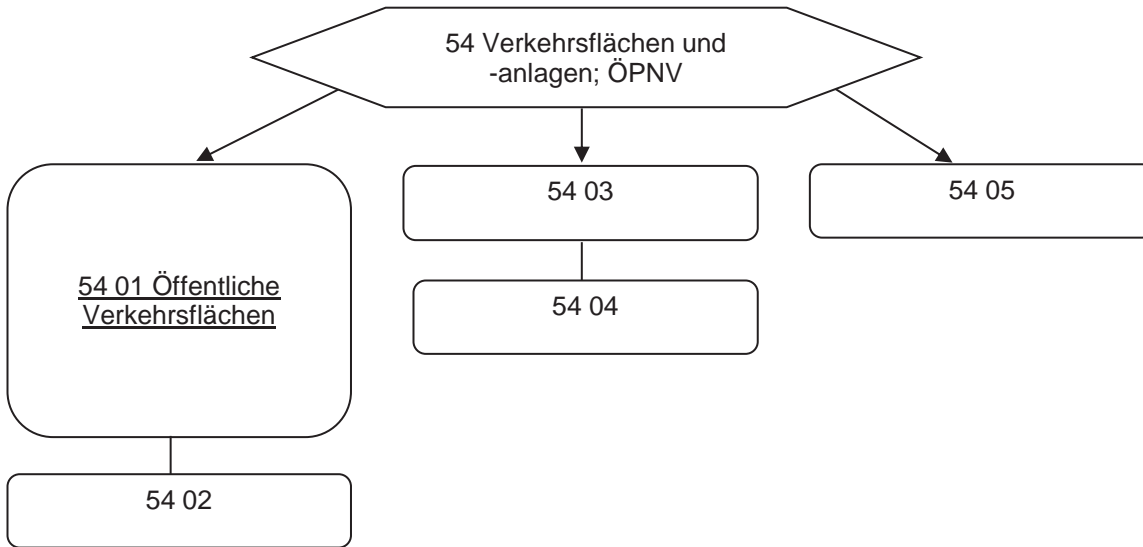 54 Verkehrsflächen und
-anlagen; ÖPNV
54 01 Öffentliche
Verkehrsflächen
54 02
54 03
54 04
54 05